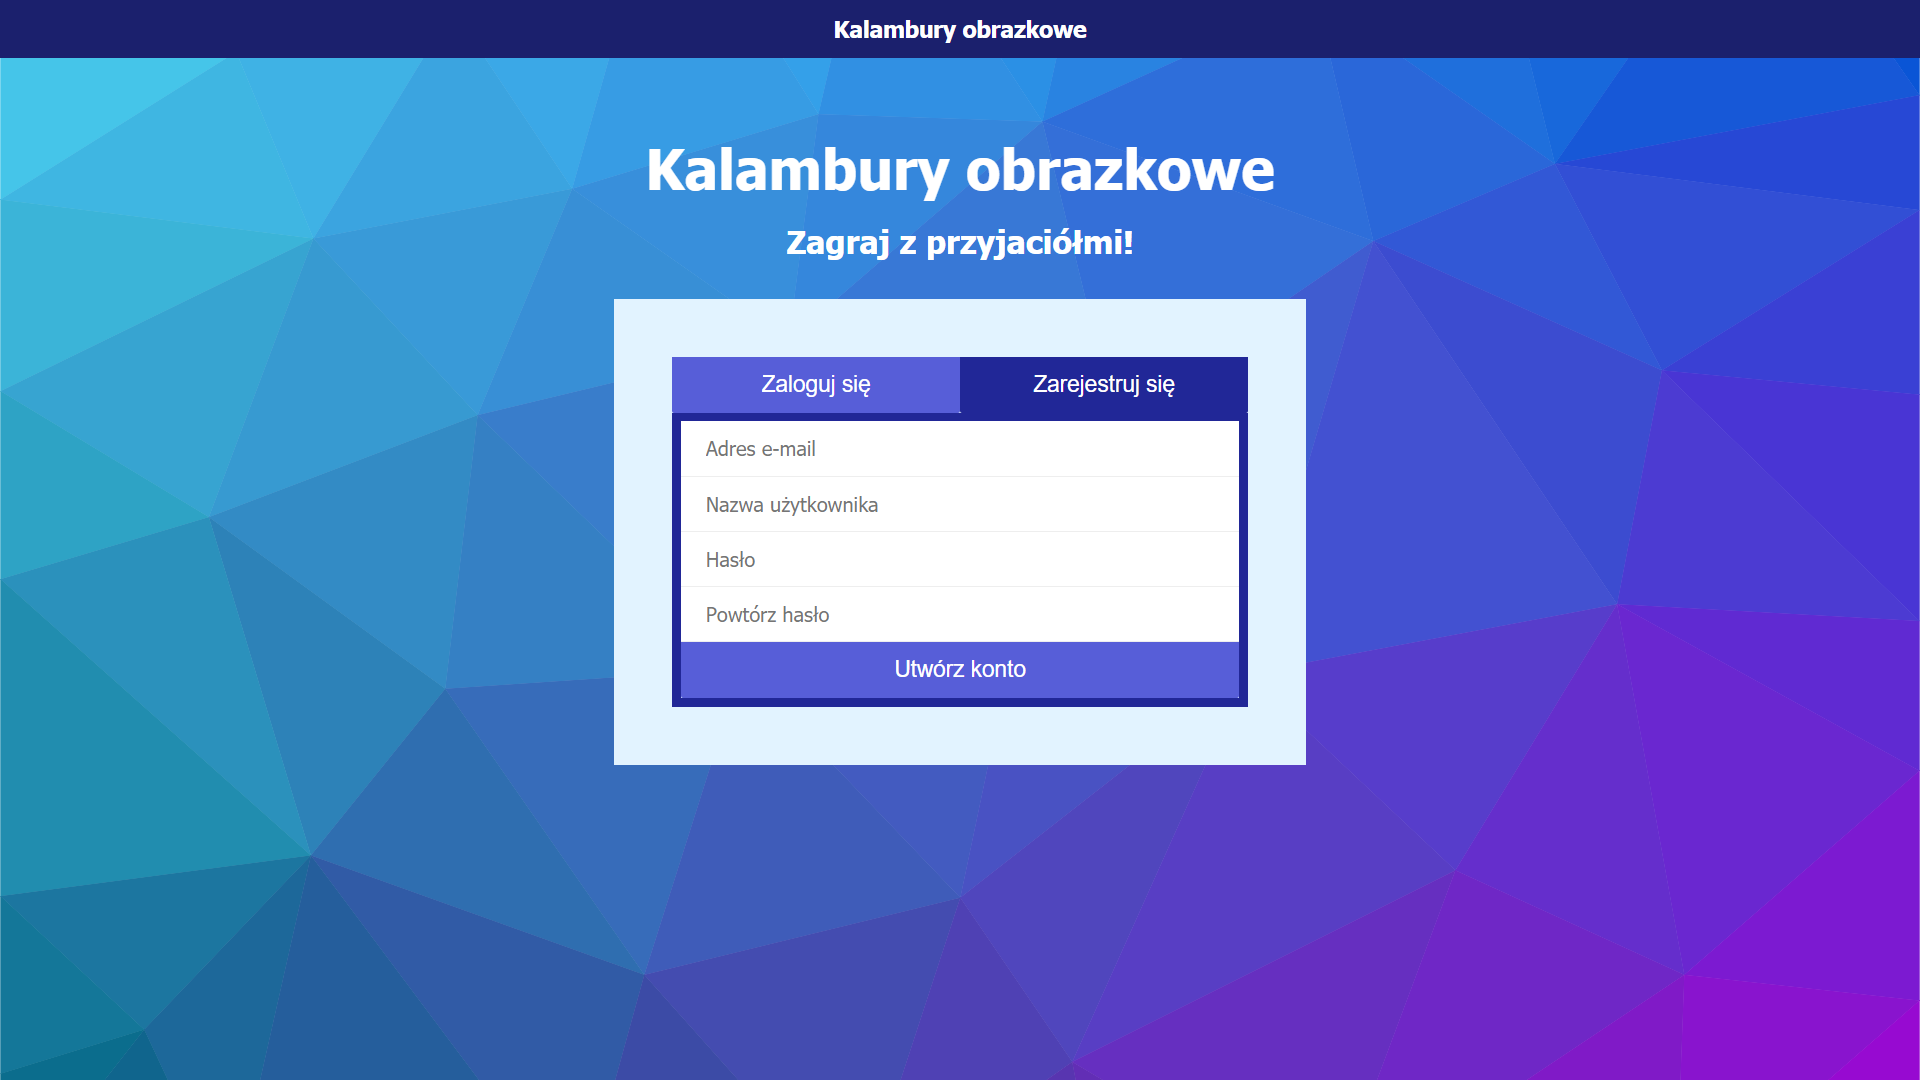 Kalambury obrazkowe
Kalambury obrazkowe
Zagraj z przyjaciółmi!
Zaloguj się
Zarejestruj się
Adres e-mail
Nazwa użytkownika
Hasło
Powtórz hasło
Utwórz konto